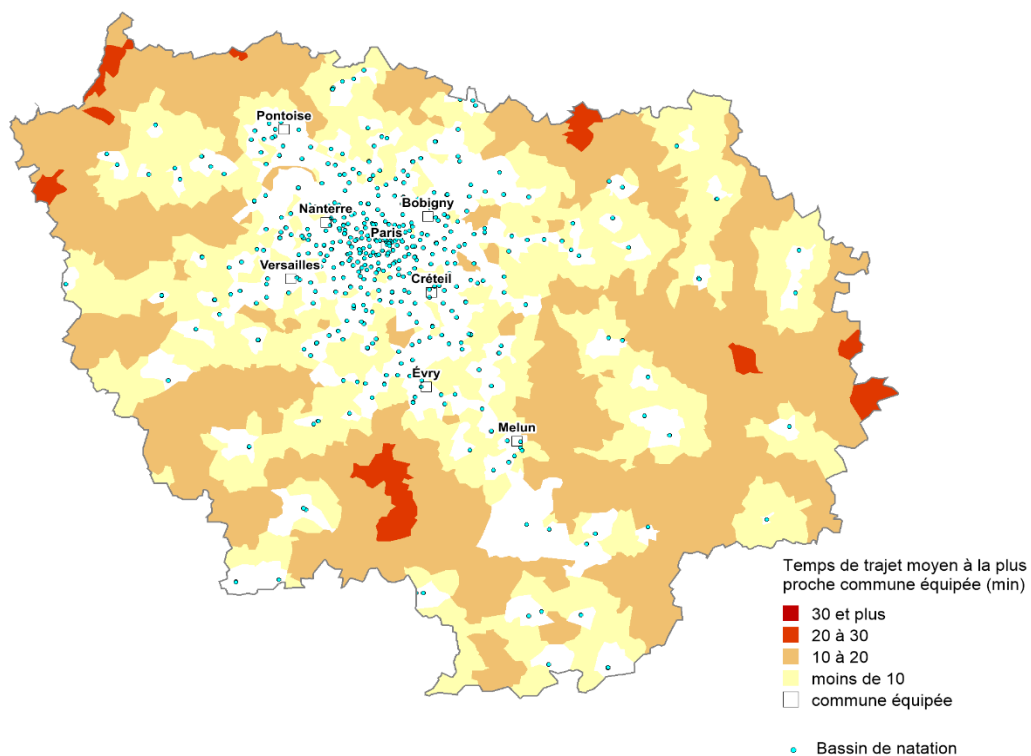 Pontoise
Nanterre
Bobigny
Paris
Versailles
Créteil
Évry
Melun
Temps de trajet moyen à la plus
proche commune équipée (min)
30 et plus
20 à 30
10 à 20
moins de 10
commune équipée
Bassin de natation